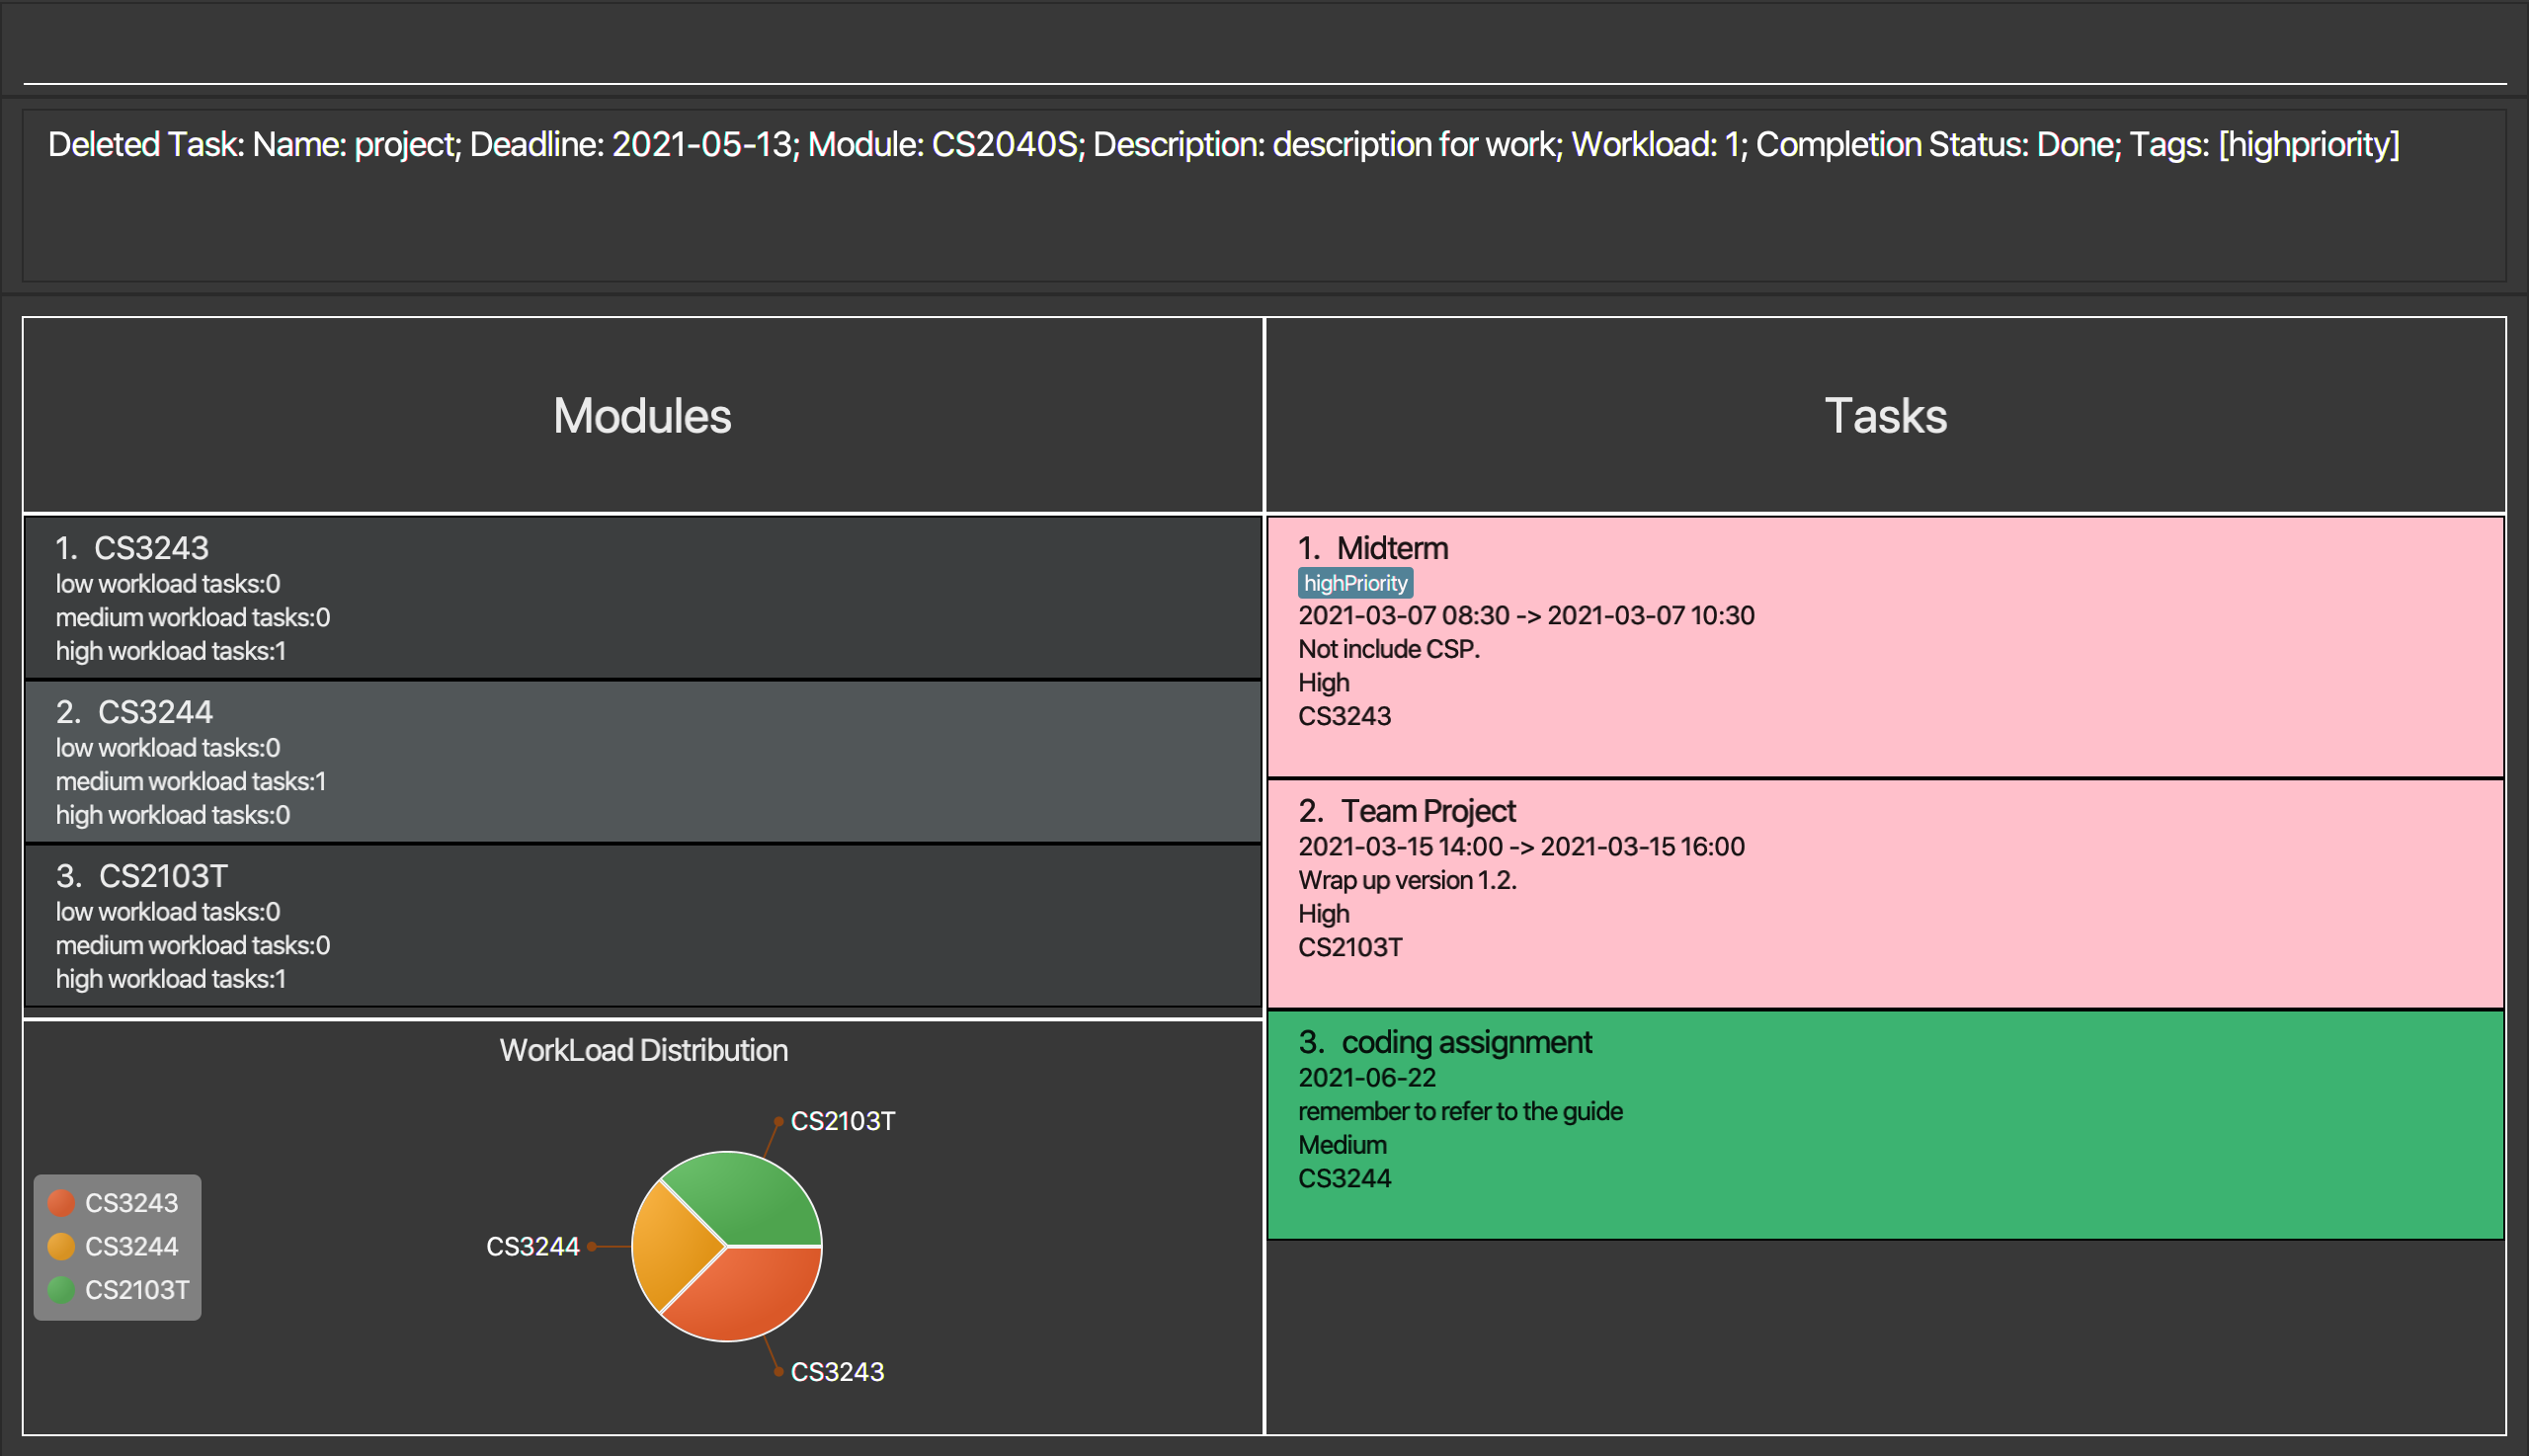 Deleted Task: Name: project; Deadline: 2021-05-13; Module: CS2040S; Description: description for work; Workload: 1; Completion Status: Done; Tags: [highpriority]
Modules
1. CS3243
low workload tasks:0
medium workload tasks:0
high workload tasks:1
2. CS3244
low workload tasks:0
medium workload tasks:1
high workload tasks:0
3. CS2103T
low workload tasks:0
medium workload tasks:0
high workload tasks:1
WorkLoad Distribution
CS2103T
CS3244
CS3243
CS3243
CS3244
CS2103T
Tasks
1. Midterm
highPriority
2021-03-07 08:30 -> 2021-03-07 10:30
Not include CSP.
High
CS3243
2. Team Project
2021-03-15 14:00 -> 2021-03-15 16:00
Wrap up version 1.2.
High
CS2103T
3. coding assignment
2021-06-22
remember to refer to the guide
Medium
CS3244